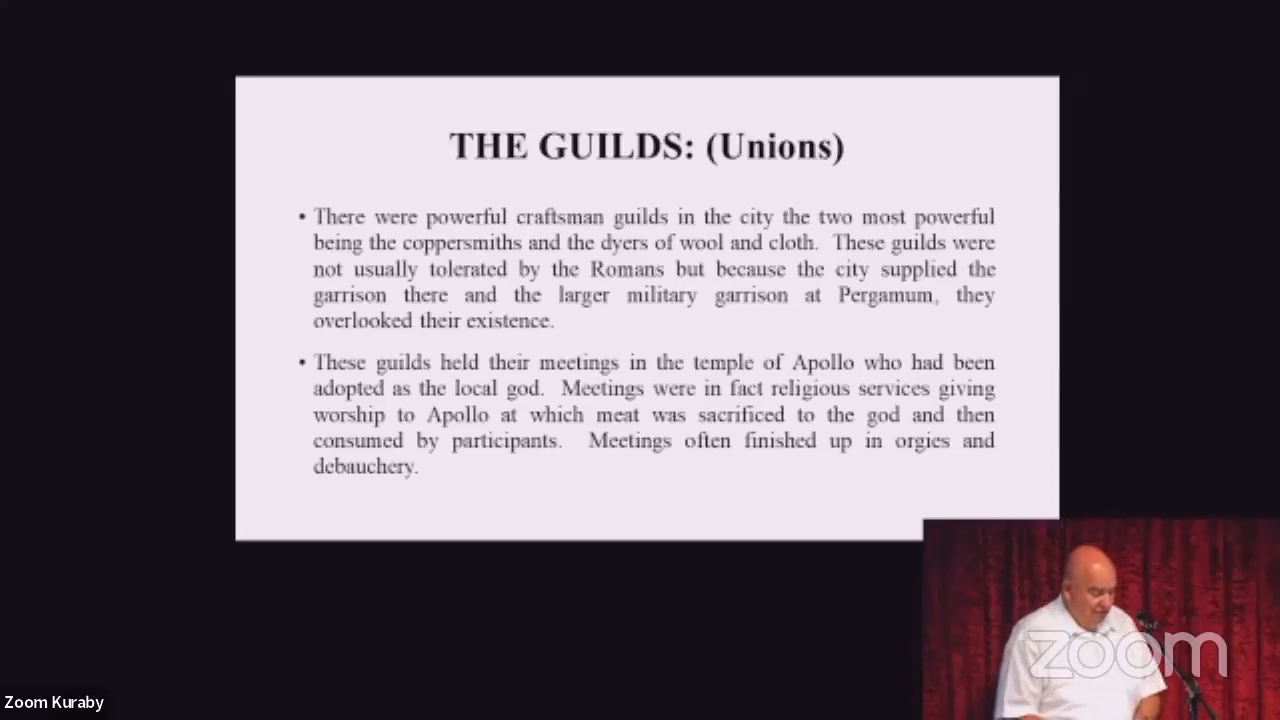 THE GUILDS: (Unions)
• There were powerful craftsman guilds in the city the two most powerful
being the coppersmiths and the dyers of wool and cloth. These guilds were
not usually tolerated by the Romans but because the city supplied the
garrison there and the larger military garrison at Pergamum, they
overlooked their existence.
• These guilds held their meetings in the temple of Apollo who had been
adopted as the local god. Meetings were in fact religious services giving
worship to Apollo at which meat was sacrificed to the god and then
consumed by participants. Meetings often finished up in orgies and
debauchery.
zoom
Zoom Kuraby